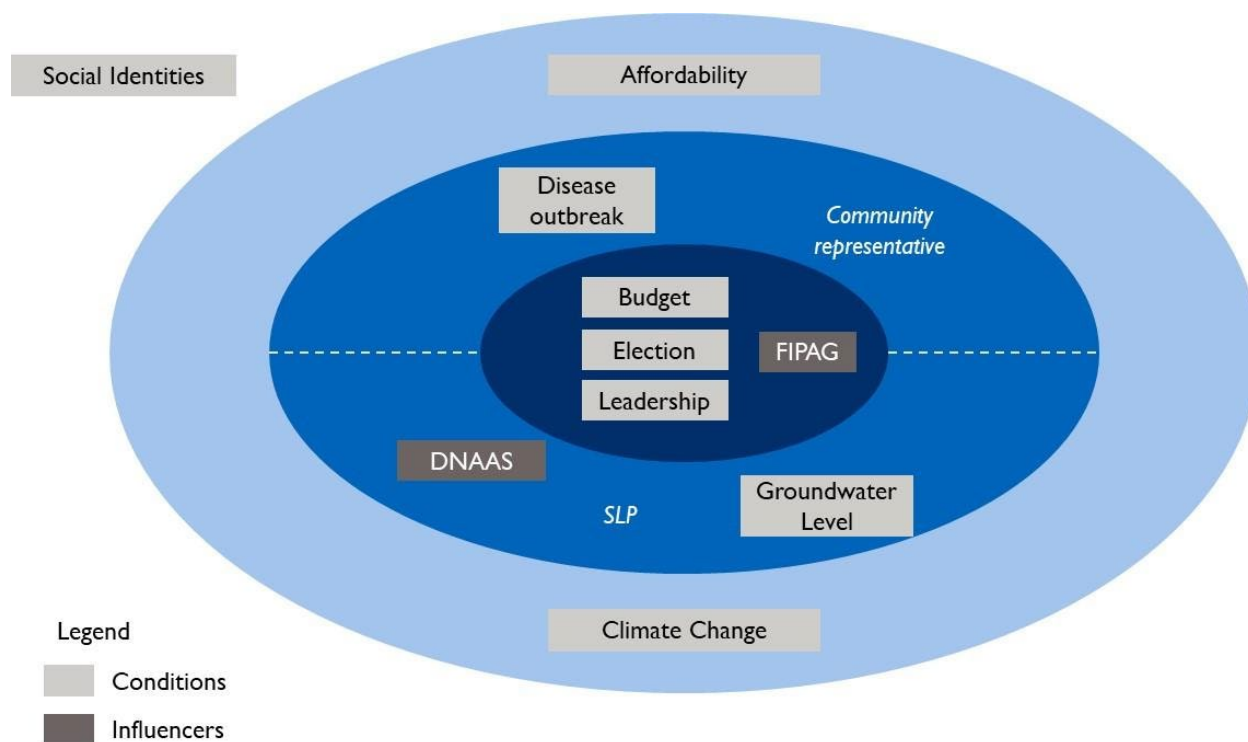 Social Identities
Affordability
Disease
outbreak
Community
representative
Budget
Election
FIPAG
Leadership
DNAAS
SLP
Groundwater
Level
Climate Change
Legend
Conditions
Influencers